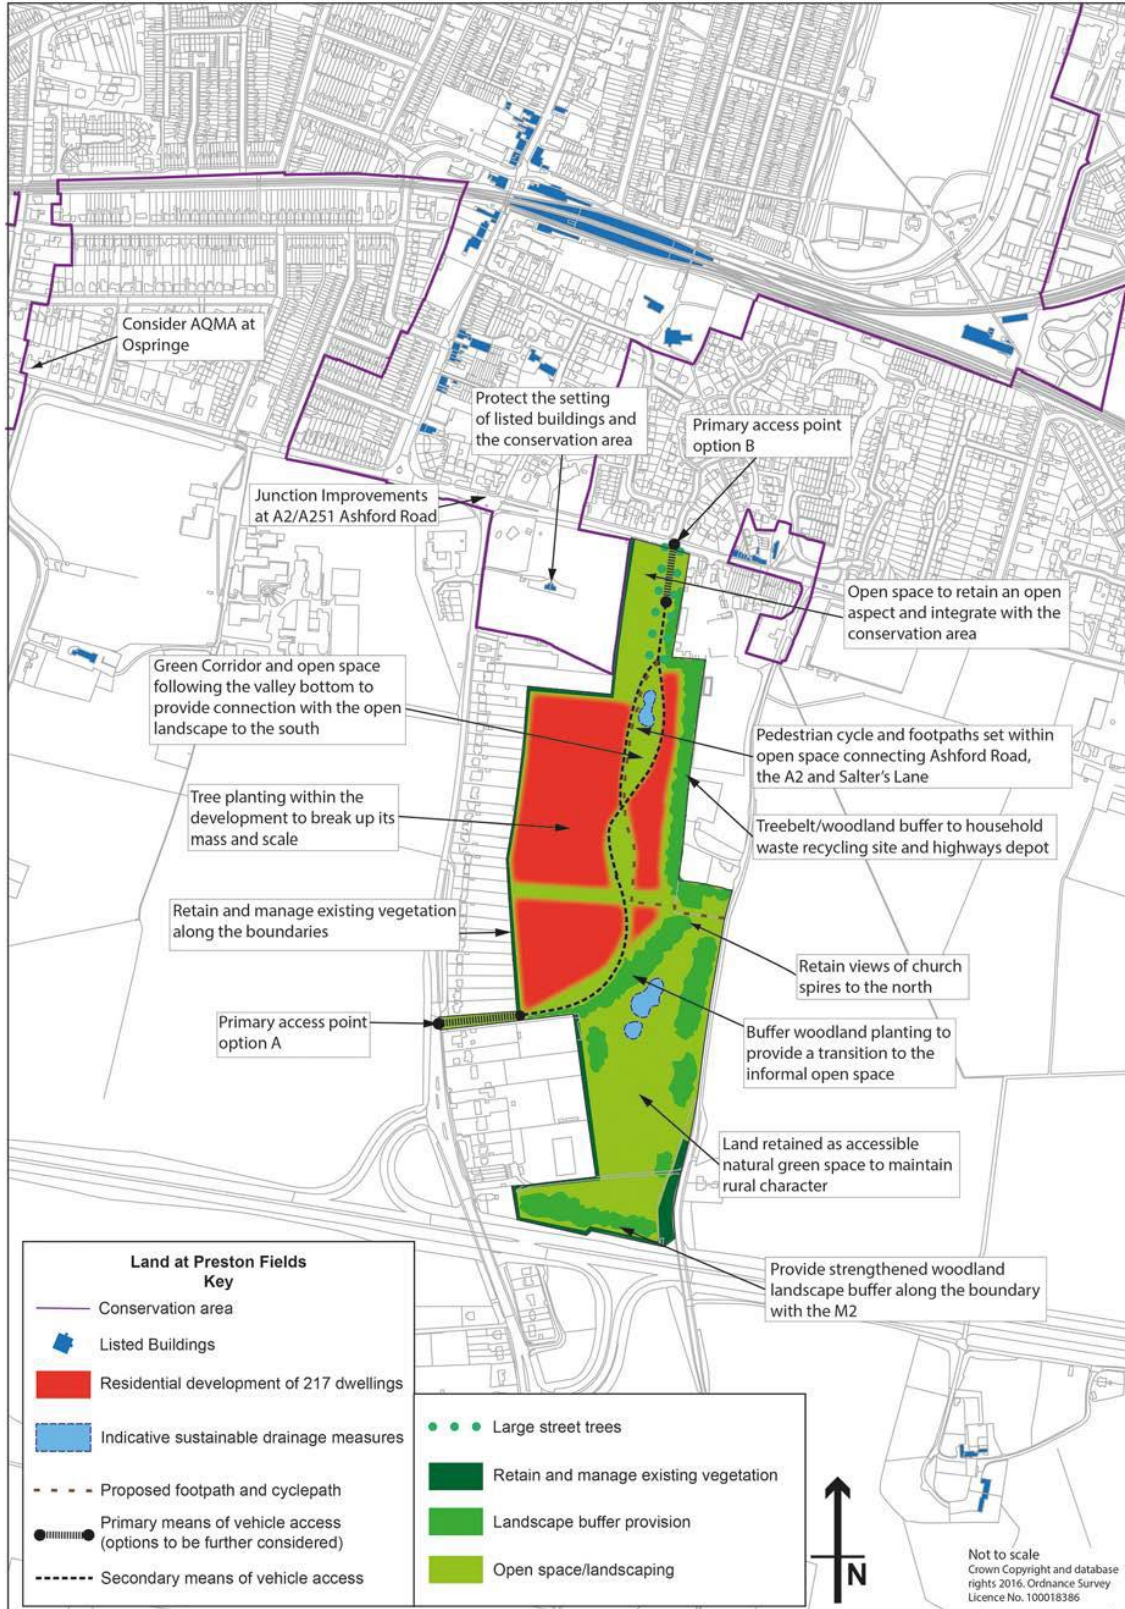 Consider AQMA at
Ospringe
Protect the setting
of listed buildings and
the conservation area
Primary access point
option B
Junction Improvements
at A2/A251 Ashford Road
Open space to retain an open
aspect and integrate with the
conservation area
Green Corridor and open space
following the valley bottom to
provide connection with the open
landscape to the south
Pedestrian cycle and footpaths set within
open space connecting Ashford Road,
the A2 and Salter's Lane
Tree planting within the
development to break up its
mass and scale
Treebelt/woodland buffer to household
waste recycling site and highways depot
Retain and manage existing vegetation
along the boundaries
Retain views of church
spires to the north
Primary access point
option A
Buffer woodland planting to
provide a transition to the
informal open space
Land retained as accessible
natural green space to maintain
rural character
Provide strengthened woodland
landscape buffer along the boundary
with the M2
Land at Preston Fields
Key
Conservation area
Listed Buildings
Residential development of 217 dwellings
Indicative sustainable drainage measures
Proposed footpath and cyclepath
Primary means of vehicle access
(options to be further considered)
Secondary means of vehicle access
Large street trees
Retain and manage existing vegetation
Landscape buffer provision
Open space/landscaping
N
Not to scale
Crown Copyright and database
rights 2016. Ordnance Survey
Licence No. 100018386